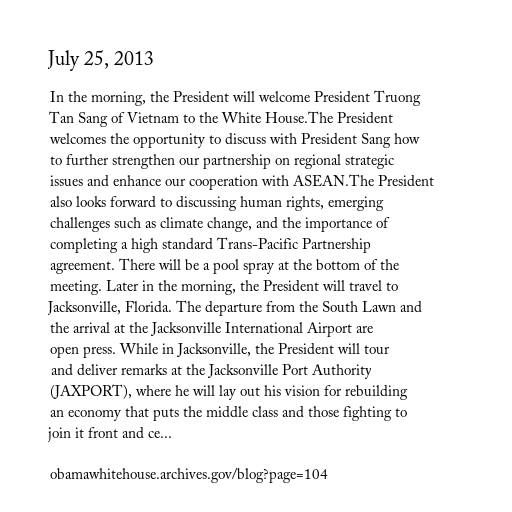 July 25, 2013
In the morning, the President will welcome President Truong
Tan Sang of Vietnam to the White House.The President
welcomes the opportunity to discuss with President Sang how
to further strengthen our partnership on regional strategic
issues and enhance our cooperation with ASEAN.The President
also looks forward to discussing human rights, emerging
challenges such as climate change, and the importance of
completing a high standard Trans-Pacific Partnership
agreement. There will be a pool spray at the bottom of the
meeting. Later in the morning, the President will travel to
Jacksonville, Florida. The departure from the South Lawn and
the arrival at the Jacksonville International Airport are
open press. While in Jacksonville, the President will tour
and deliver remarks at the Jacksonville Port Authority
(JAXPORT), where he will lay out his vision for rebuilding
an economy that puts the middle class and those fighting to
join it front and ce...
obamawhitehouse.archives.gov/blog?page=104